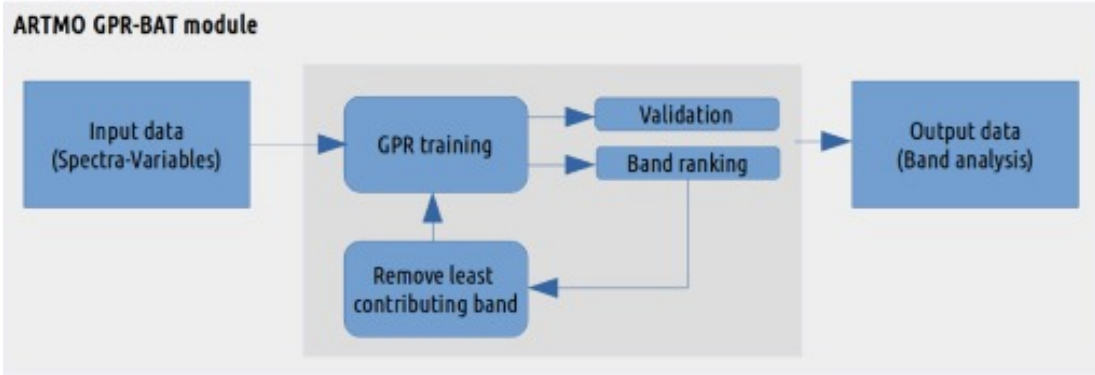 ARTMO GPR-BAT module
Input data
(Spectra-Variables)
GPR training
Validation
Band ranking
Remove least
contributing band
Output data
(Band analysis)